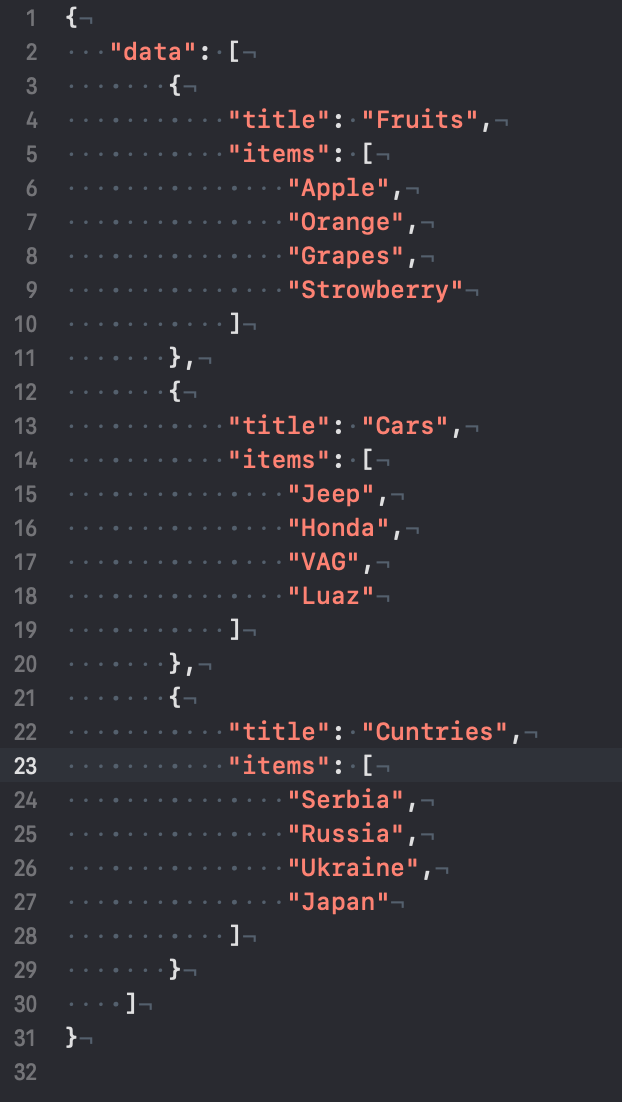 1 {
2 "data": [
3 {
4 "title": "Fruits",
5 "items": [
6 "Apple",
7 "Orange",
8 "Grapes",
9 "Strowberry"
10 ]
11 },
12 {
13 "title": "Cars",
14 "items": [
15 "Jeep",
16 "Honda",
17 "VAG",
18 "Luaz"
19 ]
20 },
21 {
22 "title": "Cuntries",
23 "items": [
24 "Serbia",
25 "Russia",
26 "Ukraine",
27 "Japan"
28 ]
29 }
30 ]
31 }
32